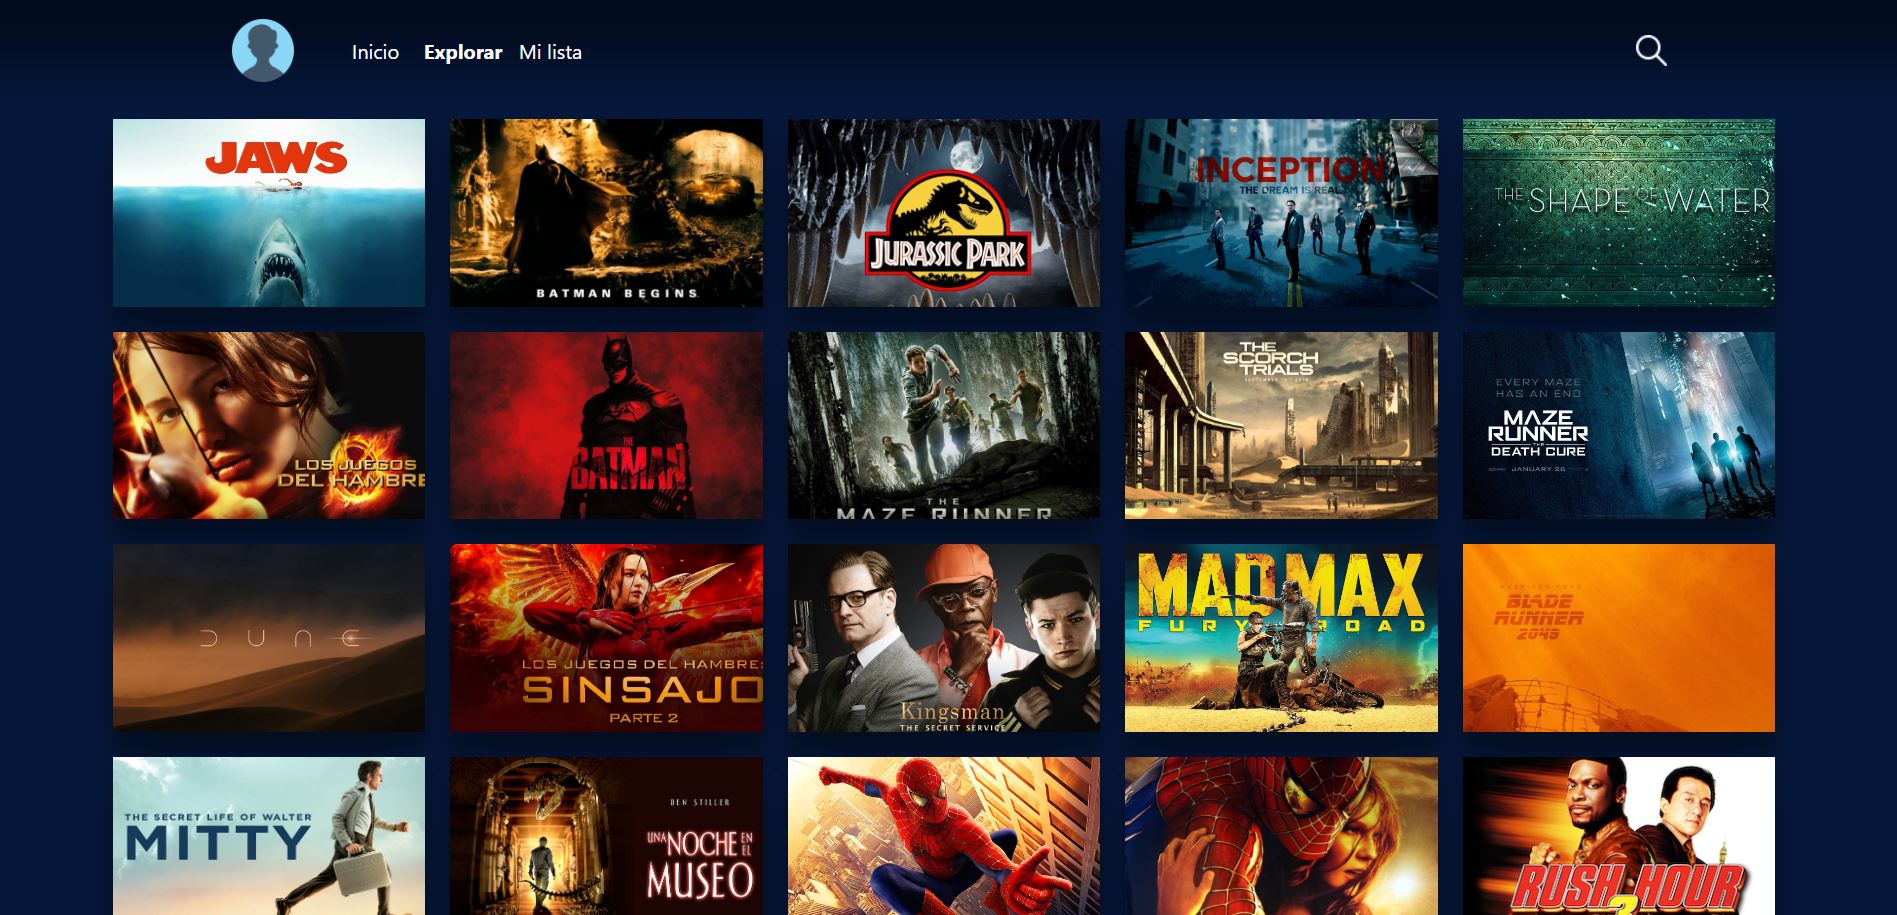 Inicio Explorar Mi lista
JAWS
BATMAN BEGINS
JURASSIC PARK
INCEPTION
THE DREAM IS REAL
THE SHAPE OF WATER
LOS JUEGOS
DEL HAMBRE
THE
BATMAN
THE
MAZE RUNNER
THE
SCORCH
TRIALS
EVERY MAZE
HAS AN END
MAZE
RUNNER
THE
DEATH CURE
JANUARY 26
DUNE
LOS JUEGOS DEL HAMBRE:
SINSAJO
PARTE 2
Kingsman
THE SECRET SERVICE
MAD MAX
FURY ROAD
HARRISON FORD
BLADE
RUNNER
2049
THE SECRET LIFE OF WALTER
MITTY
BEN STILLER
UNA NOCHE EN
EL
MUSEO
RUSH HOUR
3